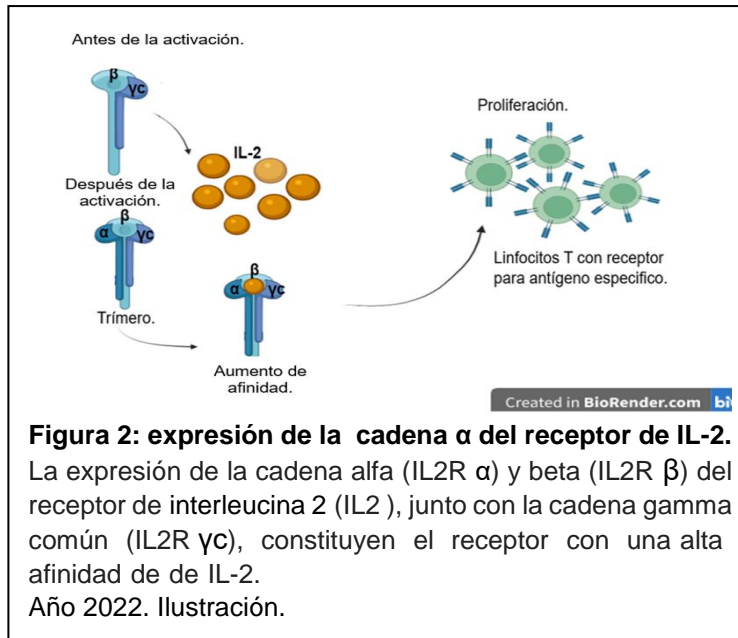 Antes de la activación.
β
γc
IL-2
Después de la
activación.
β
α
γc
Trímero.
β
α
γc
Aumento de
afinidad.
Proliferación.
Linfocitos T con receptor
para antígeno especifico.
Created in BioRender.com bi
Figura 2: expresión de la cadena α del receptor de IL-2.
La expresión de la cadena alfa (IL2R α) y beta (IL2R β) del
receptor de interleucina 2 (IL2 ), junto con la cadena gamma
común (IL2R γc), constituyen el receptor con una alta
afinidad de de IL-2.
Año 2022. Ilustración.